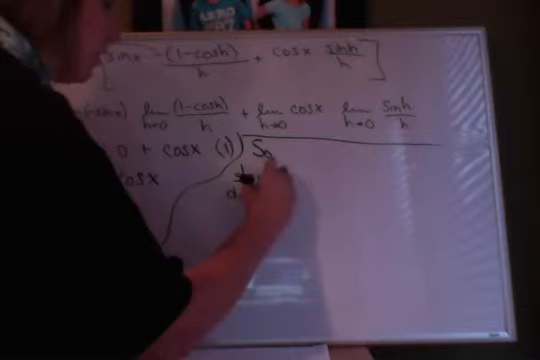 [ sinx -(1-cosh)/h + cosx sinh/h ]
(-sinx) lim h→0 (1-cosh)/h + lim h→0 cosx lim h→0 sinh/h
0 + cosx (1) So
cosx d